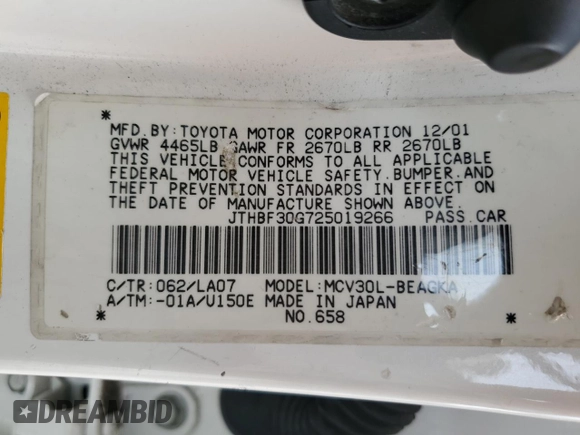 MFD. BY: TOYOTA MOTOR CORPORATION 12/01
GVWR 4465LB GAWR FR 2670LB RR 2670LB
THIS VEHICLE CONFORMS TO ALL APPLICABLE
FEDERAL MOTOR VEHICLE SAFETY, BUMPER, AND
THEFT PREVENTION STANDARDS IN EFFECT ON
THE DATE OF MANUFACTURE SHOWN ABOVE.
JTHBF30G725019266 PASS. CAR
C/TR: 062/LA07 MODEL: MCV30L-BEAGKA
A/TM: -01A/U150E MADE IN JAPAN
NO. 658
DREAMBID